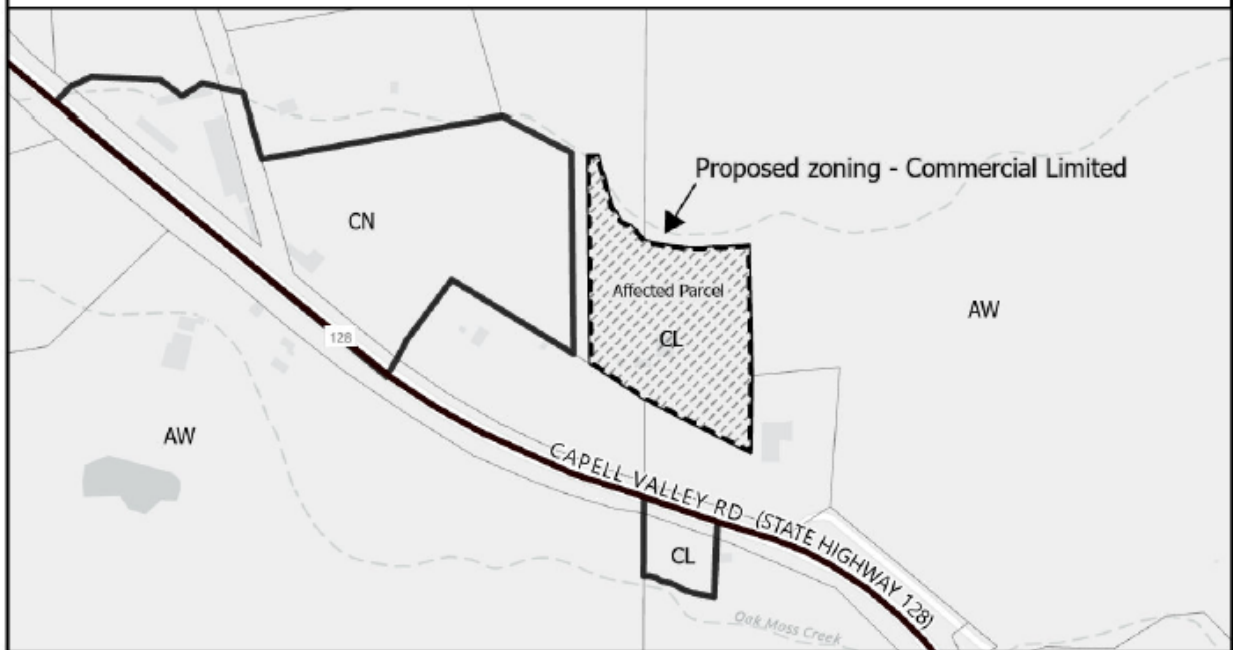 Proposed zoning - Commercial Limited
CN
Affected Parcel
CL
AW
128
AW
CAPELL VALLEY RD (STATE HIGHWAY 128)
CL
Oak Moss Creek